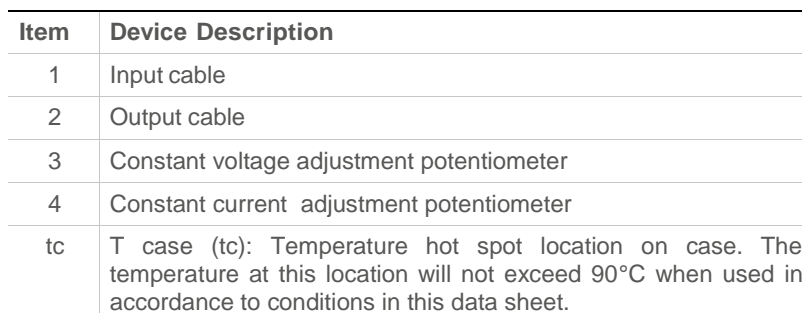 Item Device Description
1 Input cable
2 Output cable
3 Constant voltage adjustment potentiometer
4 Constant current adjustment potentiometer
tc T case (tc): Temperature hot spot location on case. The
temperature at this location will not exceed 90°C when used in
accordance to conditions in this data sheet.